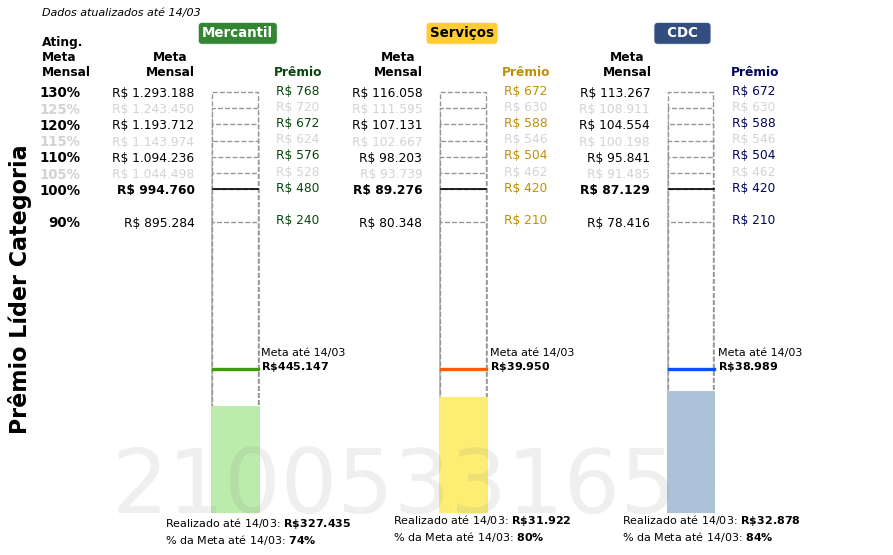 Dados atualizados até 14/03
Mercantil Serviços CDC
Ating.
Meta Meta Meta Meta
Mensal Mensal Prêmio Mensal Prêmio Mensal Prêmio
130% R$ 1.293.188 R$ 768 R$ 116.058 R$ 672 R$ 113.267 R$ 672
125% R$ 1.243.450 R$ 720 R$ 111.595 R$ 630 R$ 108.911 R$ 630
120% R$ 1.193.712 R$ 672 R$ 107.131 R$ 588 R$ 104.554 R$ 588
115% R$ 1.143.974 R$ 624 R$ 102.667 R$ 546 R$ 100.198 R$ 546
110% R$ 1.094.236 R$ 576 R$ 98.203 R$ 504 R$ 95.841 R$ 504
105% R$ 1.044.498 R$ 528 R$ 93.739 R$ 462 R$ 91.485 R$ 462
100% R$ 994.760 R$ 480 R$ 89.276 R$ 420 R$ 87.129 R$ 420
90% R$ 895.284 R$ 240 R$ 80.348 R$ 210 R$ 78.416 R$ 210
Prêmio Líder Categoria
Meta até 14/03 Meta até 14/03 Meta até 14/03
R$445.147 R$39.950 R$38.989
2100533165
Realizado até 14/03: R$327.435 Realizado até 14/03: R$31.922 Realizado até 14/03: R$32.878
% da Meta até 14/03: 74% % da Meta até 14/03: 80% % da Meta até 14/03: 84%